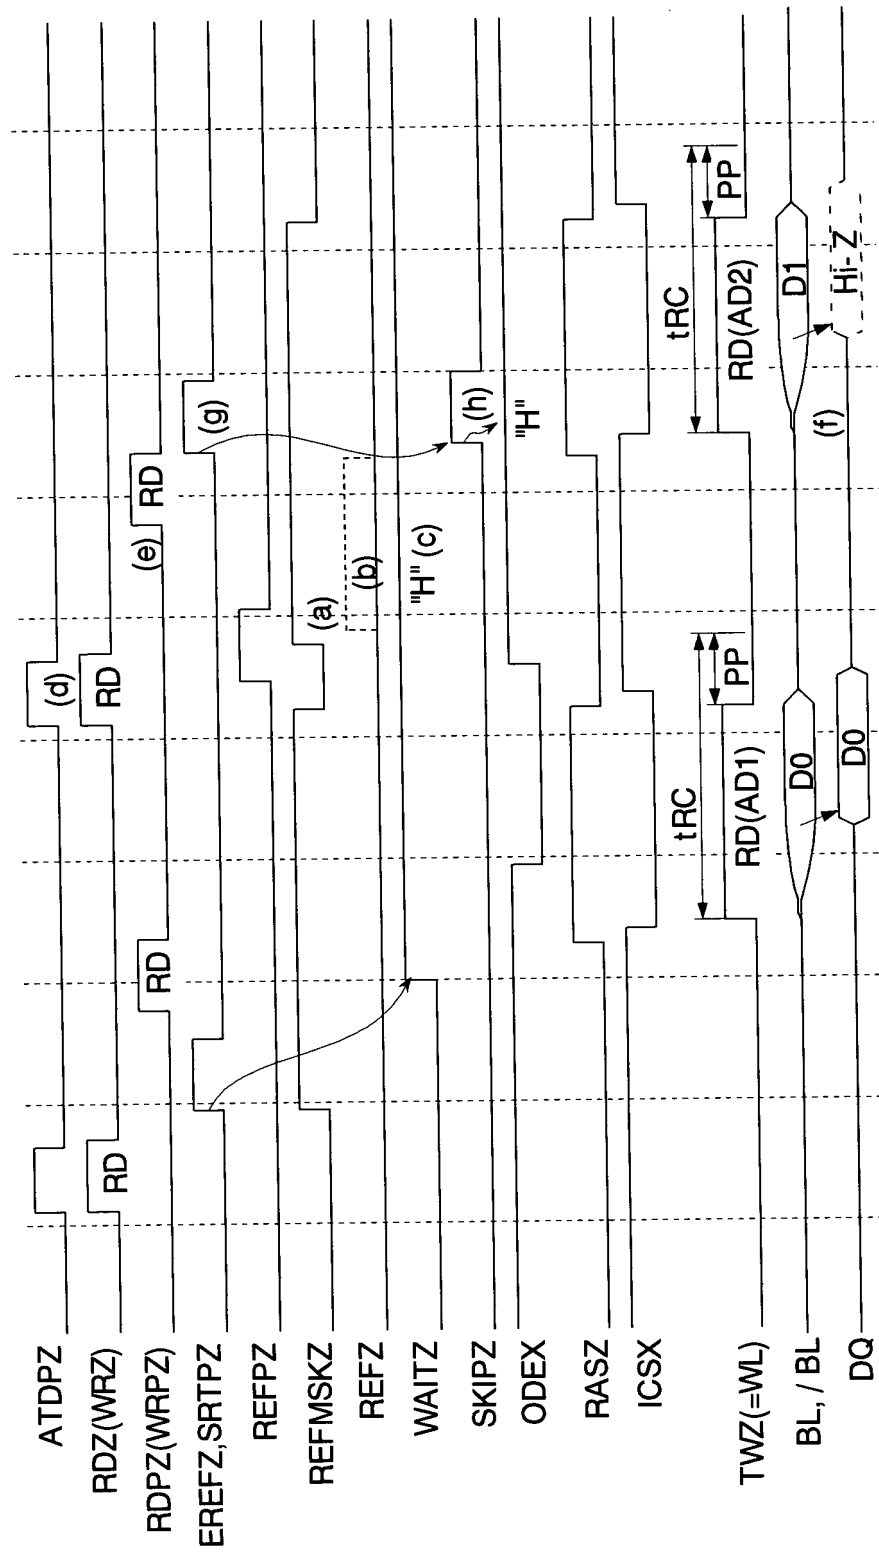 ATDPZ
(d)
RDZ(WRZ)
RD
RD
RDPZ(WRPZ)
RD
(e)
RD
EREFZ,SRTPZ
(g)
REFPZ
REFMSKZ
(a)
REFZ
(b)
WAITZ
"H" (c)
SKIPZ
(h)
ODEX
"H"
RASZ
ICSX
tRC
tRC
PP
PP
TWZ(=WL)
RD(AD1)
RD(AD2)
BL, / BL
D0
D1
DQ
D0
(f)
Hi-Z